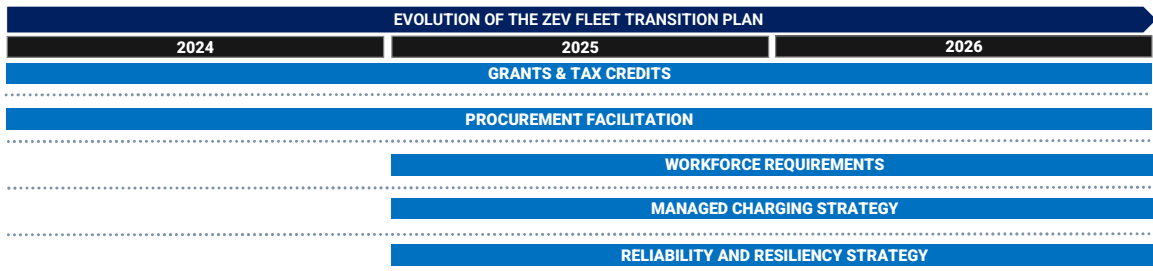 EVOLUTION OF THE ZEV FLEET TRANSITION PLAN
2024 2025 2026
GRANTS & TAX CREDITS
PROCUREMENT FACILITATION
WORKFORCE REQUIREMENTS
MANAGED CHARGING STRATEGY
RELIABILITY AND RESILIENCY STRATEGY